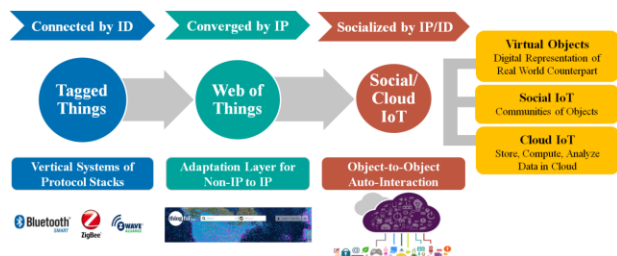 Connected by ID
Converged by IP
Socialized by IP/ID
Tagged
Things
Web of
Things
Social/
Cloud
IoT
Virtual Objects
Digital Representation of
Real World Counterpart
Social IoT
Communities of Objects
Cloud IoT
Store, Compute, Analyze
Data in Cloud
Vertical Systems of
Protocol Stacks
Adaptation Layer for
Non-IP to IP
Object-to-Object
Auto-Interaction
Bluetooth
SMART
ZigBee
WAVE
thing